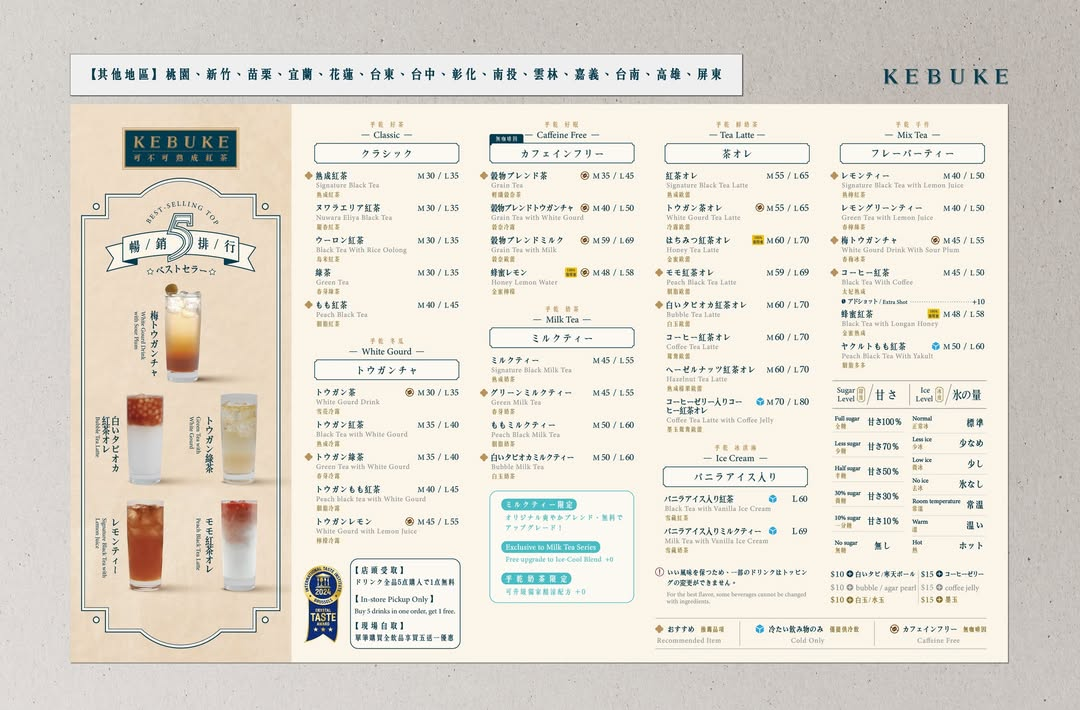 【其他地區】桃園、新竹、苗栗、宜蘭、花蓮、台東、台中、彰化、南投、雲林、嘉義、台南、高雄、屏東
KEBUKE
KEBUKE
可不可熟成紅茶
BEST-SELLING TOP
5
暢/銷 排/行
☆ベストセラー☆
梅トウガンチャ
White Gourd Drink
with Sour Plum
白いタピオカ
紅茶オレ
Bubble Tea Latte
トウガン緑茶
Green Tea with
White Gourd
レモンティー
Signature Black Tea with
Lemon Juice
モモ紅茶オレ
Peach Black Tea Latte
Classic
クラシック
熟成紅茶 M 30 / L 35
Signature Black Tea
熟成紅茶
ヌワラエリア紅茶 M 30 / L 35
Nuwara Eliya Black Tea
麗春紅茶
ウーロン紅茶 M 30 / L 35
Black Tea With Rice Oolong
烏米紅茶
緑茶 M 30 / L 35
Green Tea
春芽綠茶
もも紅茶 M 40 / L 45
Peach Black Tea
胭脂紅茶
手乾 冬瓜
White Gourd
トウガンチャ
トウガン茶 M 30 / L 35
White Gourd Drink
雪花冷露
トウガン紅茶 M 35 / L 40
Black Tea with White Gourd
熟成冷露
トウガン緑茶 M 35 / L 40
Green Tea with White Gourd
春芽冷露
トウガンもも紅茶 M 40 / L 45
Peach black tea with White Gourd
胭脂冷露
トウガンレモン M 45 / L 55
White Gourd with Lemon Juice
檸檬冷露
INTERNATIONAL TASTE INSTITUTE
2024
BRUSSELS
CRYSTAL
TASTE
AWARD
【店頭受取】
ドリンク全品5点購入で1点無料
【In-store Pickup Only】
Buy 5 drinks in one order, get 1 free.
【現場自取】
單筆購買全飲品享買五送一優惠
無咖啡因
Caffeine Free
カフェインフリー
穀物ブレンド茶 M 35 / L 45
Grain Tea
穀物ブレンドトウガンチャ M 40 / L 50
Grain Tea with White Gourd
穀奈冷露
穀物ブレンドミルク M 59 / L 69
Grain Tea with Milk
穀奈歐蕾
蜂蜜レモン M 48 / L 58
Honey Lemon Water
金蜜檸檬
手乾 奶茶
Milk Tea
ミルクティー
ミルクティー M 45 / L 55
Signature Black Milk Tea
熟成奶茶
グリーンミルクティー M 45 / L 55
Green Milk Tea
春芽奶茶
ももミルクティー M 50 / L 60
Peach Black Milk Tea
胭脂奶茶
白いタピオカミルクティー M 50 / L 60
Bubble Milk Tea
白玉奶茶
ミルクティー限定
オリジナル爽やかブレンド・無料で
アップグレード!
Exclusive to Milk Tea Series
Free upgrade to Ice-Cool Blend +0
手乾奶茶限定
可升級獨家酷涼配方 +0
Tea Latte
茶オレ
紅茶オレ M 55 / L 65
Signature Black Tea Latte
熟成歐蕾
トウガン茶オレ M 55 / L 65
White Gourd Tea Latte
冷露歐蕾
はちみつ紅茶オレ M 60 / L 70
Honey Black Tea Latte
金蜜歐蕾
モモ紅茶オレ M 59 / L 69
Peach Black Tea Latte
胭脂歐蕾
白いタピオカ紅茶オレ M 60 / L 70
Bubble Tea Latte
白玉歐蕾
コーヒー紅茶オレ M 60 / L 70
Coffee Tea Latte
鴛鴦歐蕾
ヘーゼルナッツ紅茶オレ M 60 / L 70
Hazelnut Tea Latte
熟成榛果歐蕾
コーヒーゼリー入りコー
ヒー紅茶オレ M 70 / L 80
Coffee Tea Latte with Coffee Jelly
墨玉鴛鴦歐蕾
手乾 冰淇淋
Ice Cream
バニラアイス入り
バニラアイス入り紅茶 L 60
Black Tea with Vanilla Ice Cream
雪藏紅茶
バニラアイス入りミルクティー L 69
Milk Tea with Vanilla Ice Cream
雪藏奶茶
いい風味を保つため、一部のドリンクはトッピン
グの変更ができません。
For the best flavor, some beverages cannot be changed
with ingredients.
Mix Tea
フレーバーティー
レモンティー M 40 / L 50
Signature Black Tea with Lemon Juice
熟檸紅茶
レモングリーンティー M 40 / L 50
Green Tea with Lemon Juice
春檸綠茶
梅トウガンチャ M 45 / L 55
White Gourd Drink With Sour Plum
春梅冰茶
コーヒー紅茶 M 45 / L 50
Black Tea With Coffee
太妃熟成
アドショット / Extra Shot +10
蜂蜜紅茶 M 48 / L 58
Black Tea with Longan Honey
金蜜紅茶
ヤクルトもも紅茶 M 50 / L 60
Peach Black Tea With Yakult
胭脂多多
Sugar Level 甜度 / 甘さ
Ice Level 冰度 / 氷の量
Full sugar 全糖 甘さ100%
Normal 正常冰 標準
Less sugar 少糖 甘さ70%
Less ice 少冰 少なめ
Half sugar 半糖 甘さ50%
Low ice 微冰 少し
No ice 去冰 氷なし
30% sugar 微糖 甘さ30%
Room temperature 常溫 常温
10% sugar 一分糖 甘さ10%
Warm 溫 温い
No sugar 無糖 無し
Hot 熱 ホット
$10 白いタピ/寒天ボール
$15 コーヒーゼリー
$10 bubble / agar pearl
$15 coffee jelly
$10 白玉/水玉
$15 墨玉
おすすめ 推薦品項
Recommended Item
冷たい飲み物のみ 僅提供冷飲
Cold Only
カフェインフリー 無咖啡因
Caffeine Free